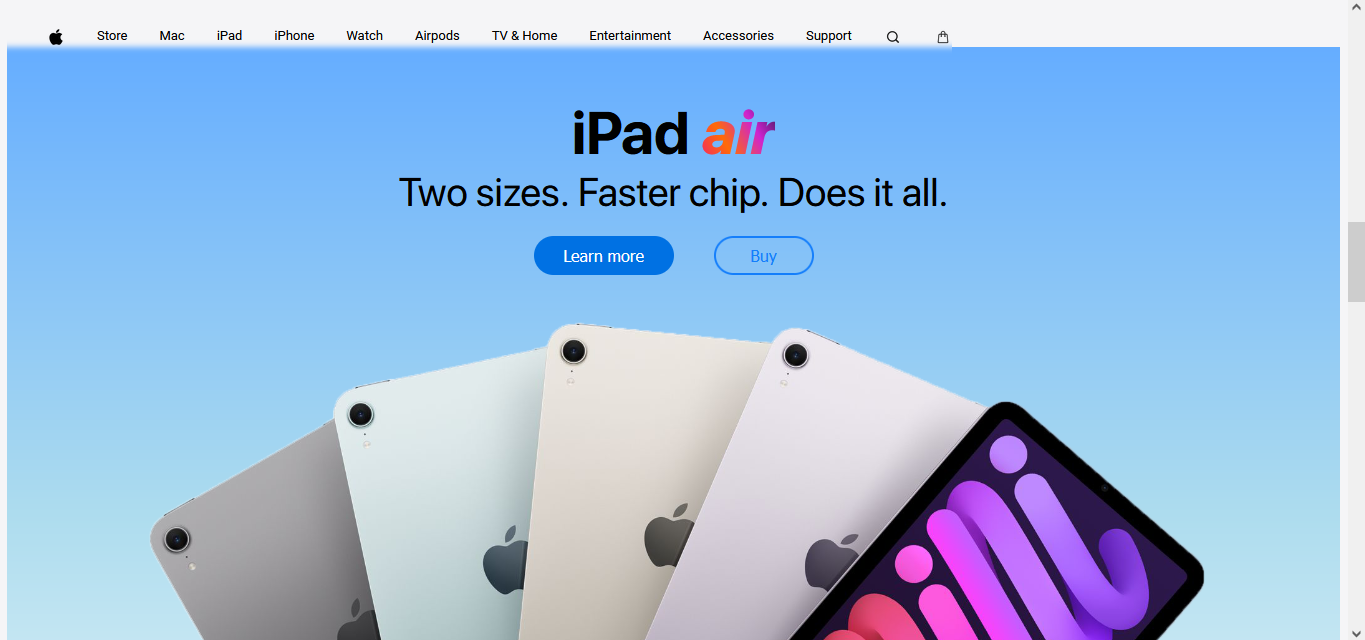 Store Mac iPad iPhone Watch Airpods TV & Home Entertainment Accessories Support
iPad air
Two sizes. Faster chip. Does it all.
Learn more Buy